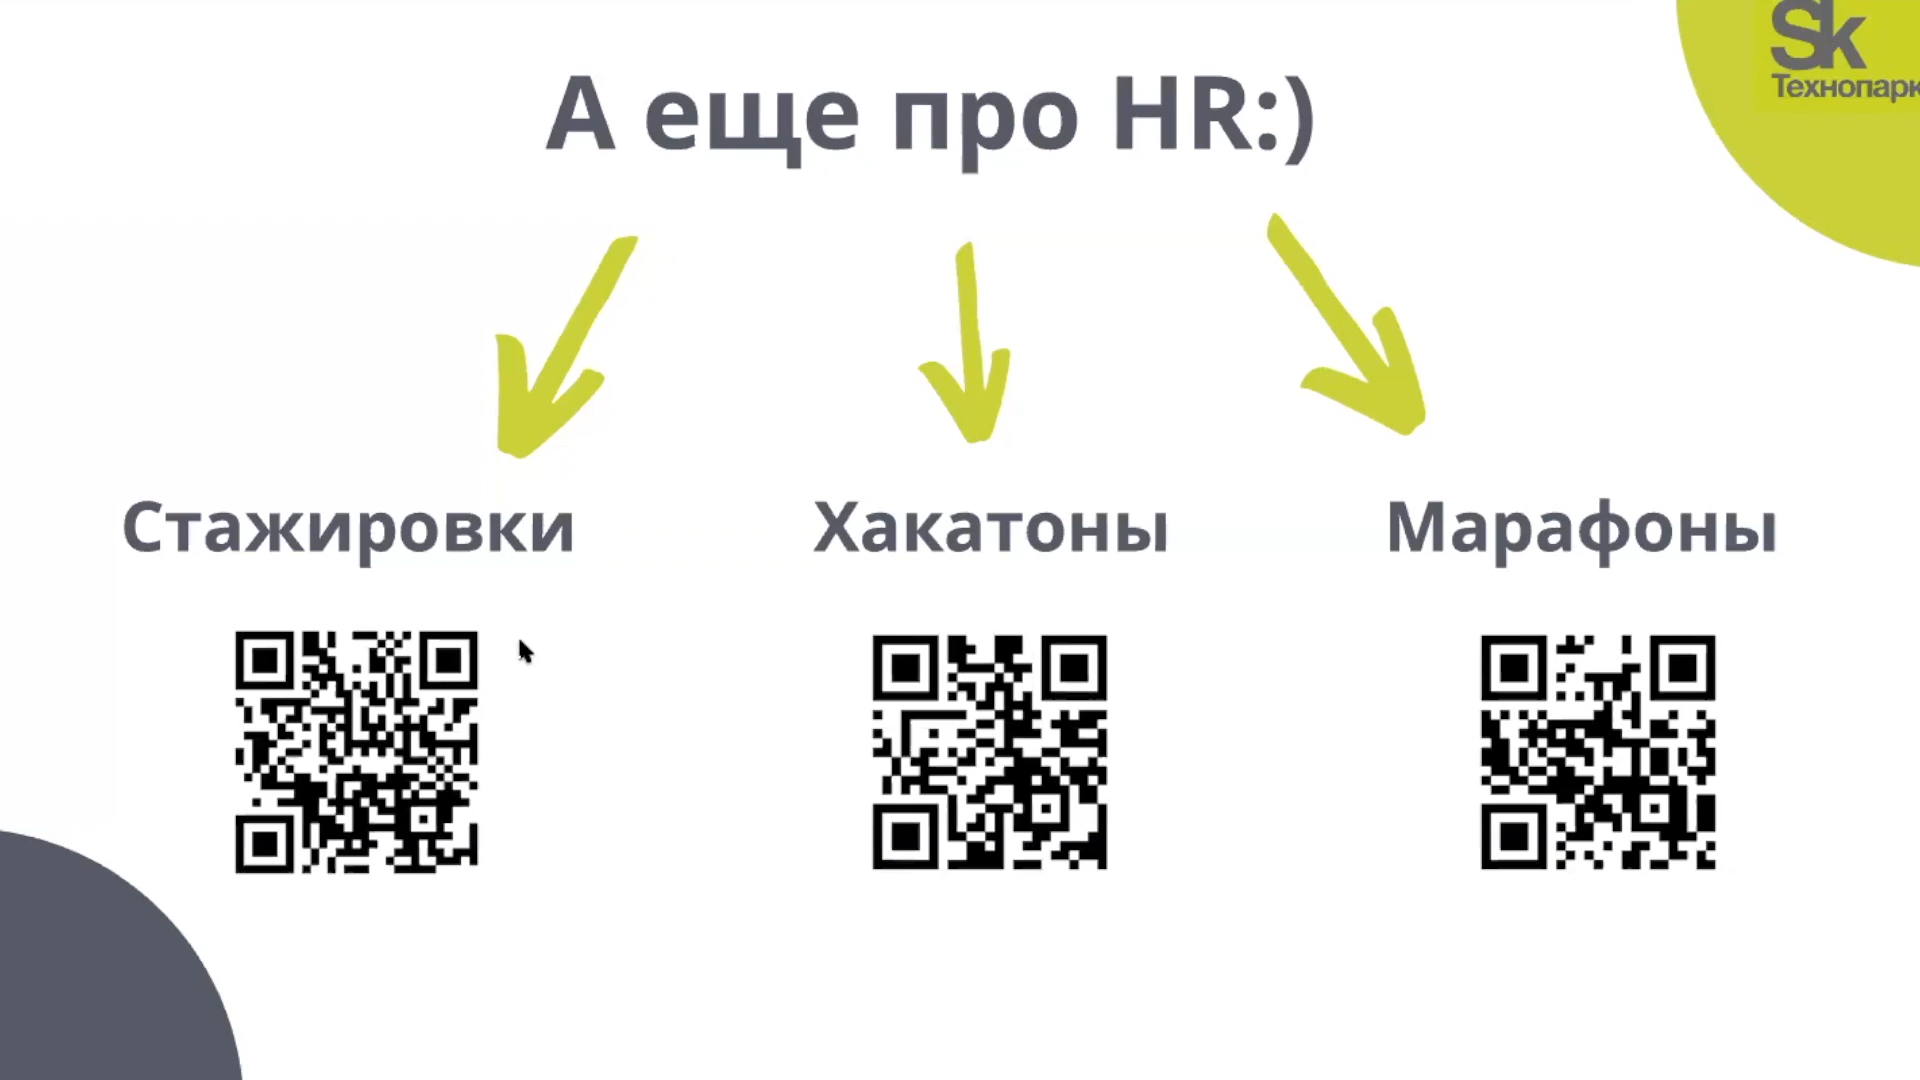 Sk
Технопарк
А еще про HR:)
Стажировки
Хакатоны
Марафоны